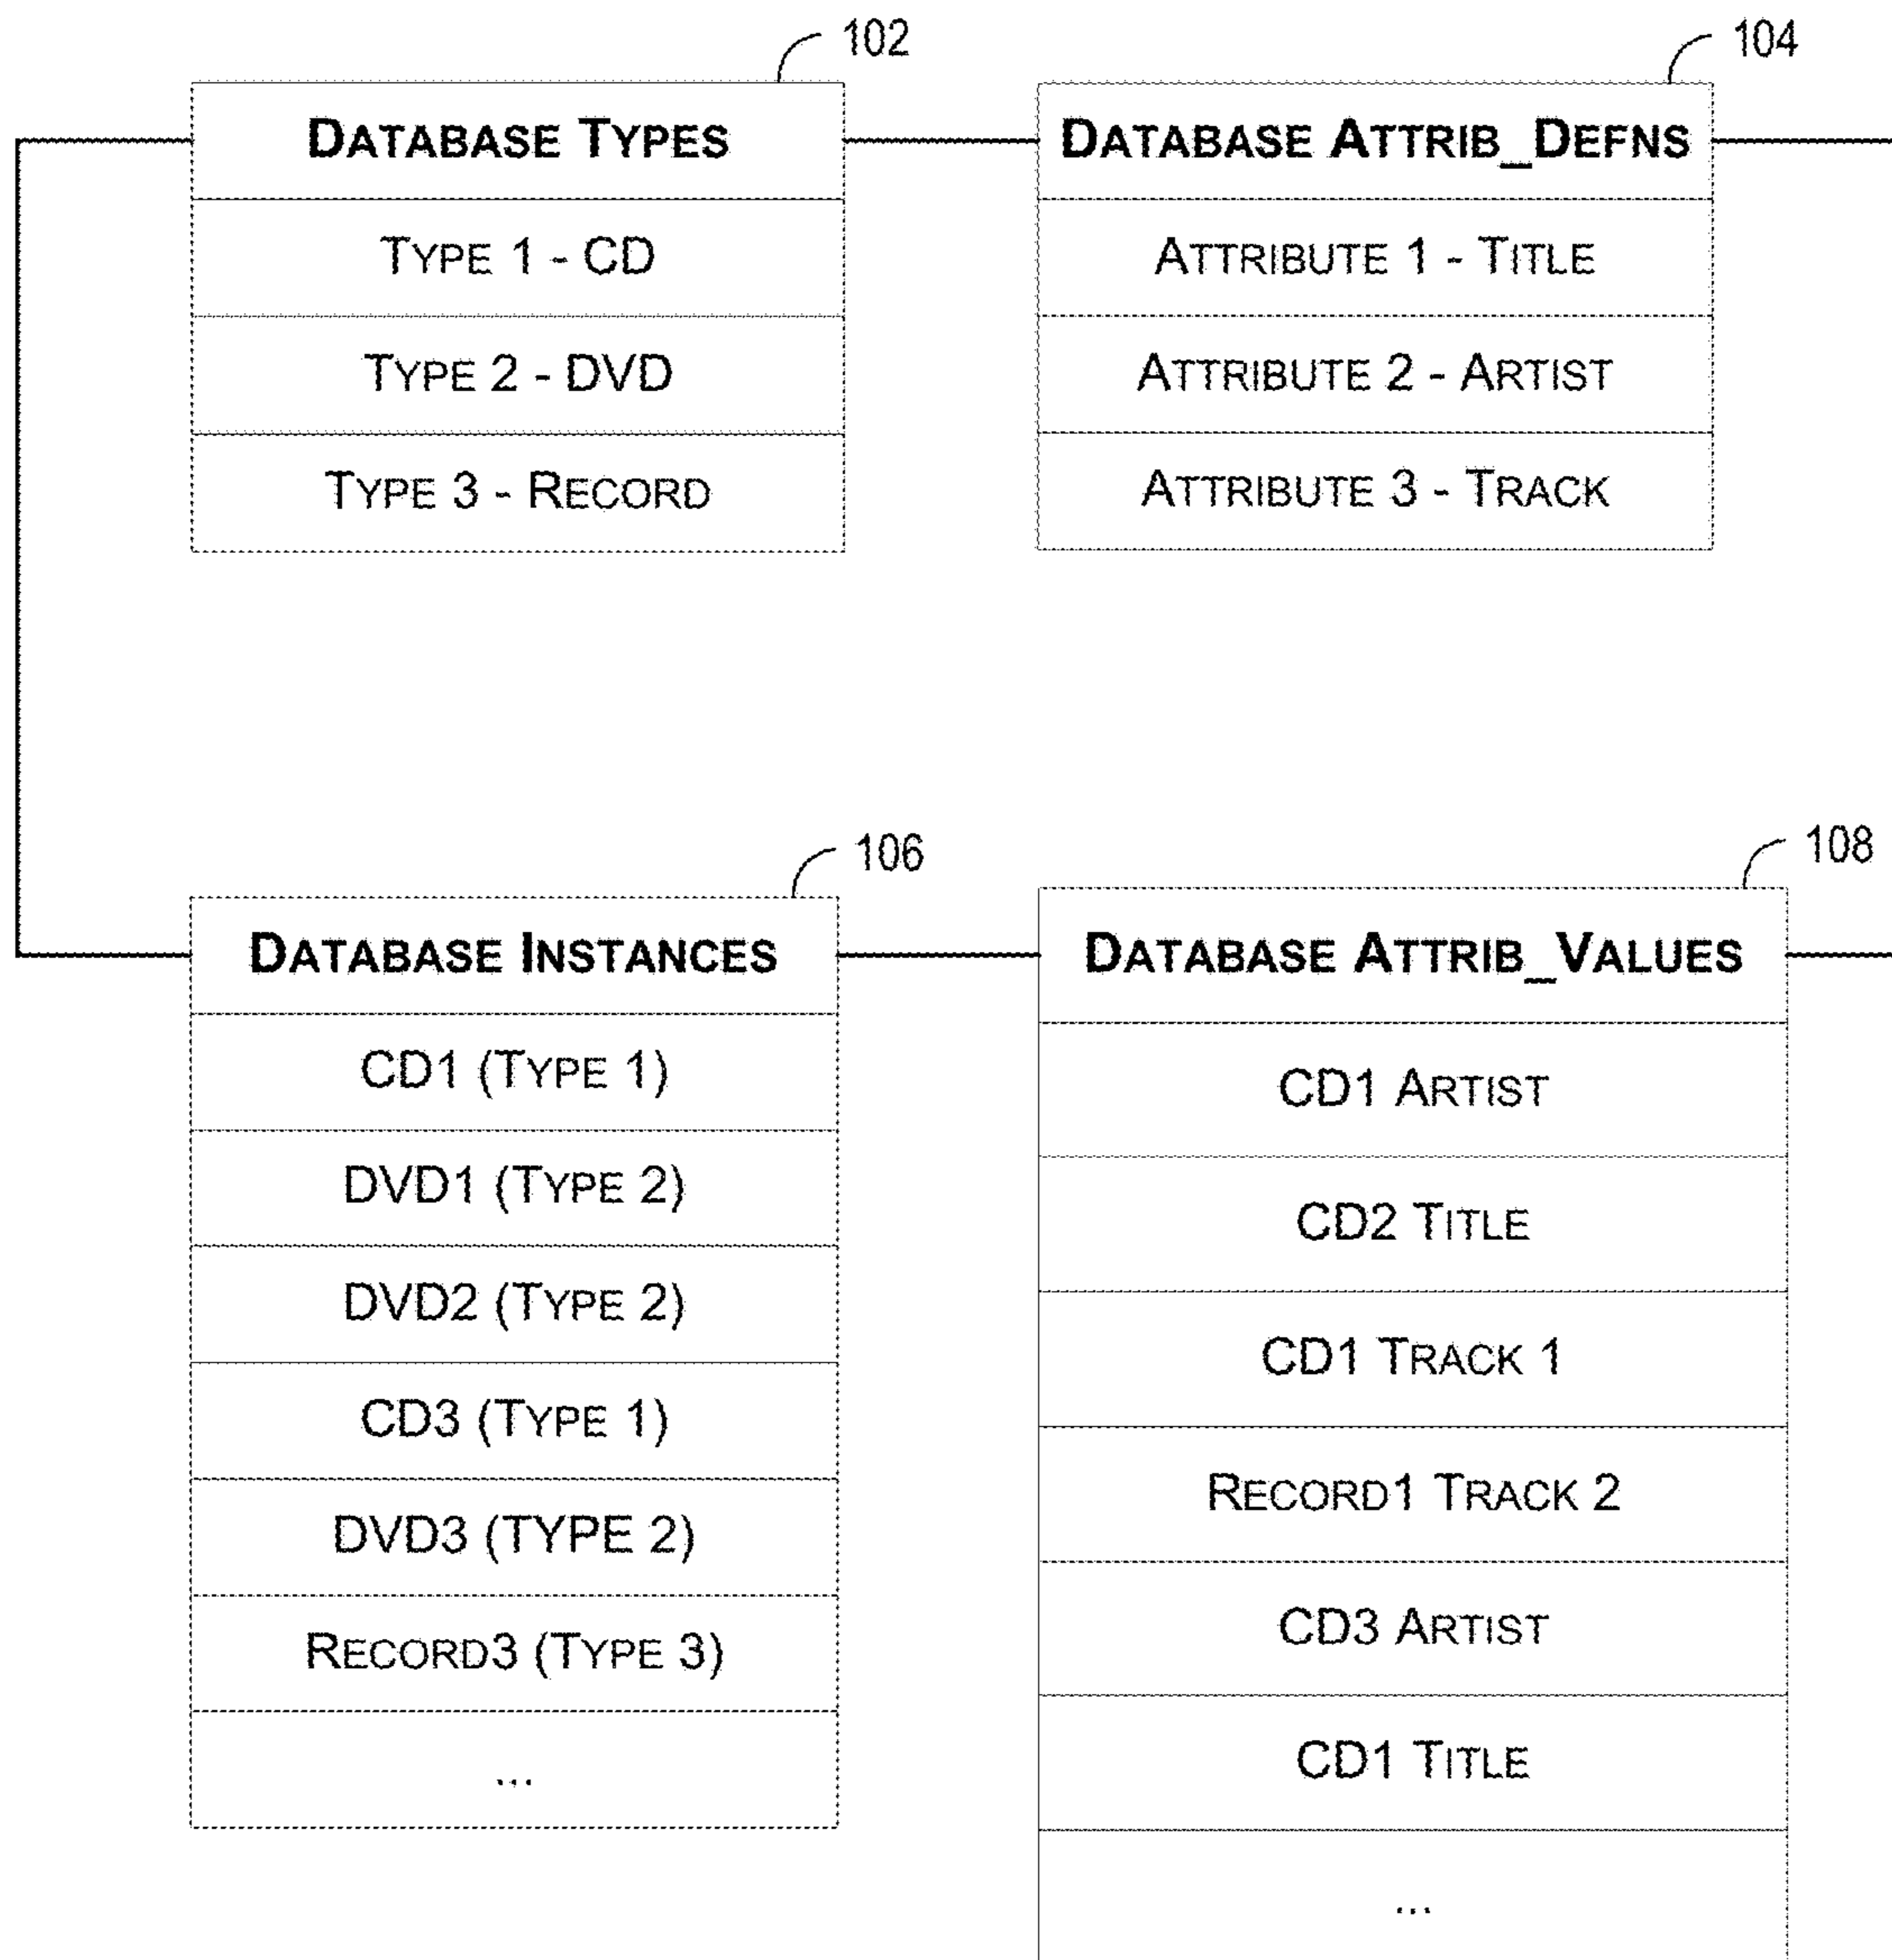 102
DATABASE TYPES
TYPE 1 - CD
TYPE 2 - DVD
TYPE 3 - RECORD
104
DATABASE ATTRIB_DEFNS
ATTRIBUTE 1 - TITLE
ATTRIBUTE 2 - ARTIST
ATTRIBUTE 3 - TRACK
106
DATABASE INSTANCES
CD1 (TYPE 1)
DVD1 (TYPE 2)
DVD2 (TYPE 2)
CD3 (TYPE 1)
DVD3 (TYPE 2)
RECORD3 (TYPE 3)
...
108
DATABASE ATTRIB_VALUES
CD1 ARTIST
CD2 TITLE
CD1 TRACK 1
RECORD1 TRACK 2
CD3 ARTIST
CD1 TITLE
...